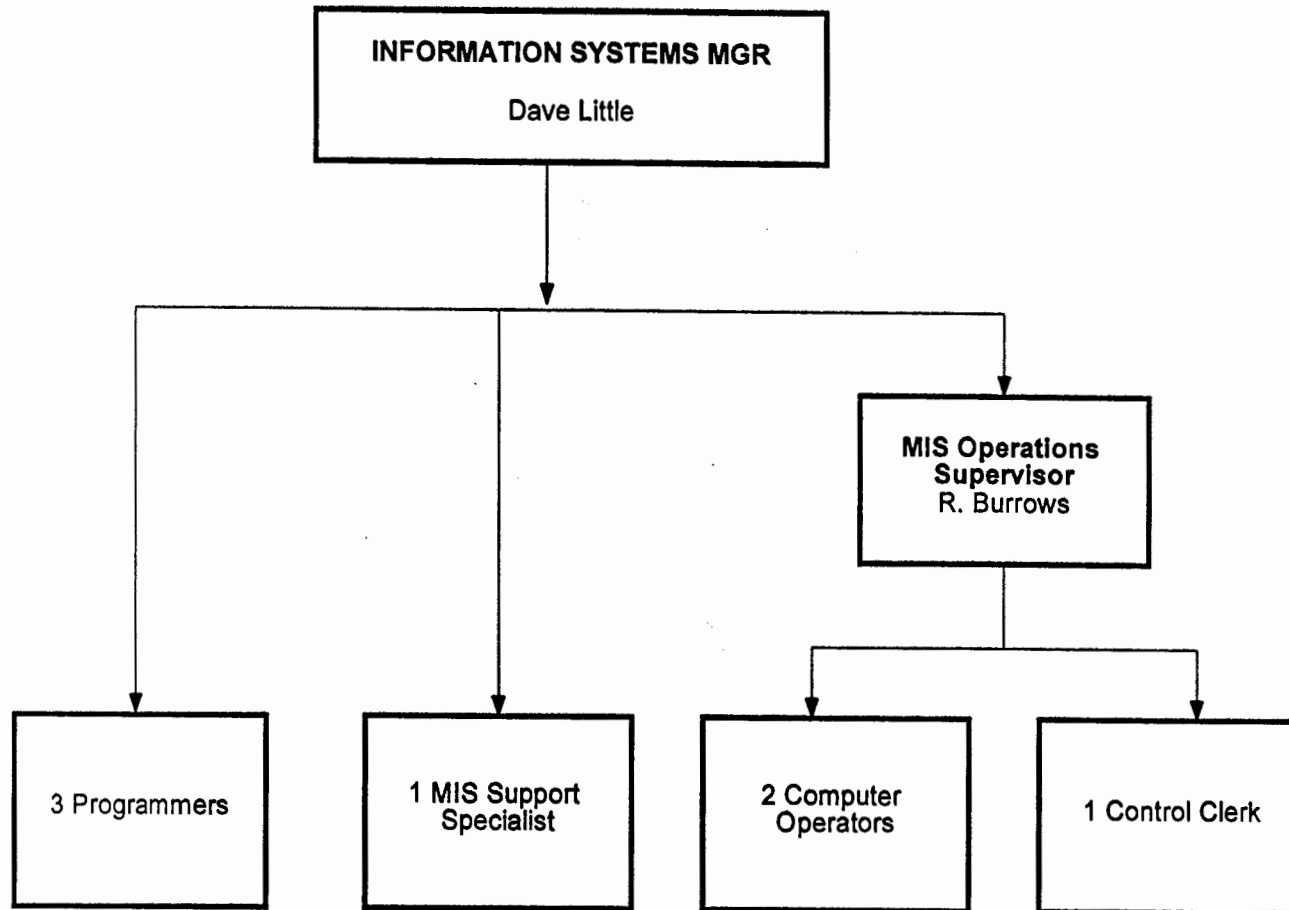 INFORMATION SYSTEMS MGR
Dave Little
MIS Operations
Supervisor
R. Burrows
3 Programmers
1 MIS Support
Specialist
2 Computer
Operators
1 Control Clerk